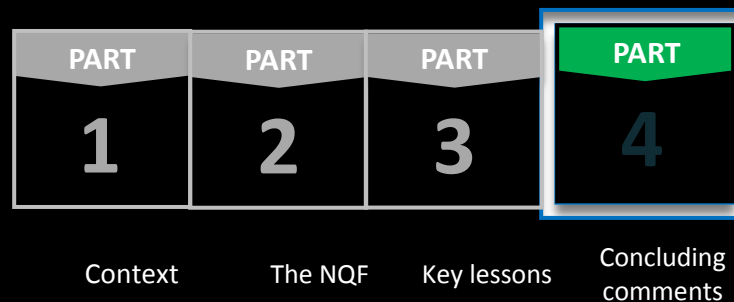 PART PART PART PART
1 2 3 4
Context The NQF Key lessons Concluding
comments